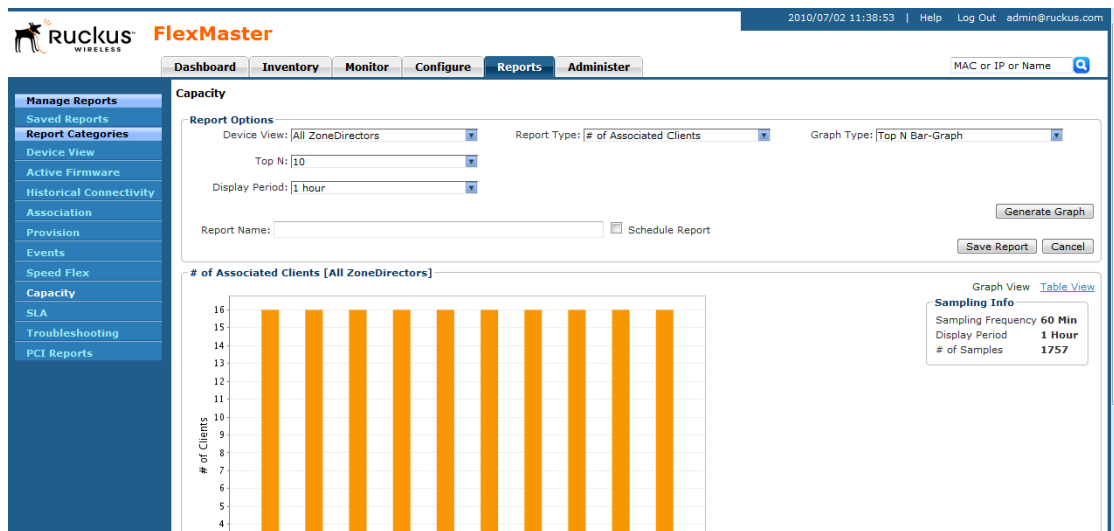 2010/07/02 11:38:53 | Help Log Out admin@ruckus.com
Ruckus WIRELESS FlexMaster
Dashboard Inventory Monitor Configure Reports Administer MAC or IP or Name
Manage Reports
Saved Reports
Report Categories
Device View
Active Firmware
Historical Connectivity
Association
Provision
Events
Speed Flex
Capacity
SLA
Troubleshooting
PCI Reports
Capacity
Report Options
Device View: All ZoneDirectors Report Type: # of Associated Clients Graph Type: Top N Bar-Graph
Top N: 10
Display Period: 1 hour
Generate Graph
Report Name: Schedule Report
Save Report Cancel
# of Associated Clients [All ZoneDirectors]
Graph View Table View
Sampling Info
Sampling Frequency 60 Min
Display Period 1 Hour
# of Samples 1757
# of Clients
16
15
14
13
12
11
10
9
8
7
6
5
4